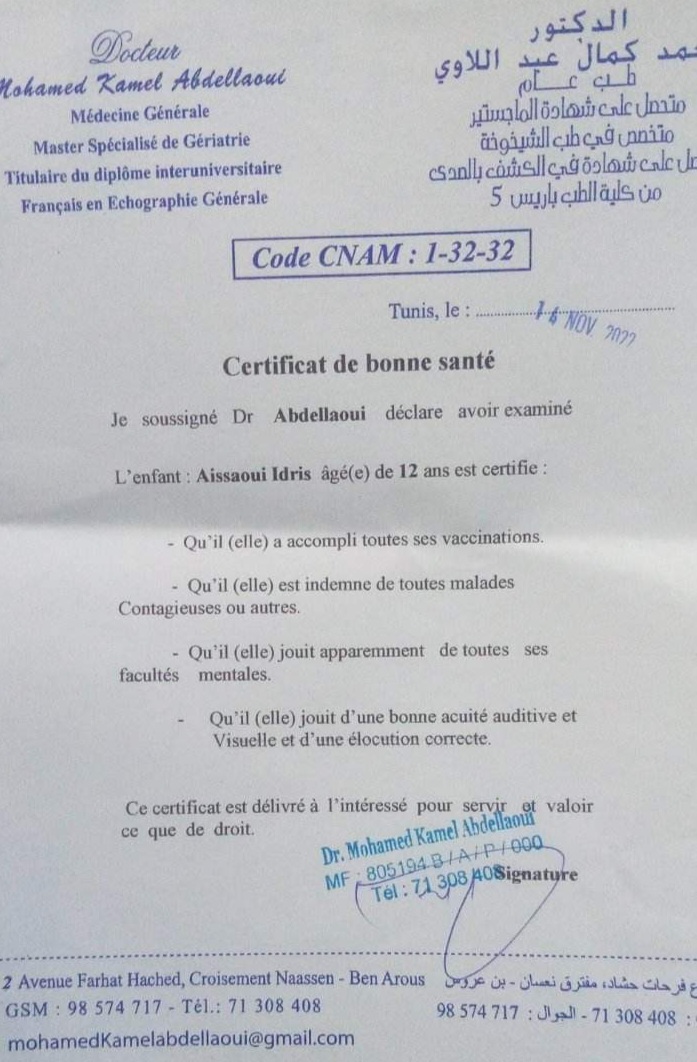 Docteur
Mohamed Kamel Abdellaoui
Médecine Générale
Master Spécialisé de Gériatrie
Titulaire du diplôme interuniversitaire
Français en Echographie Générale
الدكتور
كمال عبد اللاوي
طب عـــام
متحصل على شهادة الماجستير
متخصص في طب الشيخوخة
على شهادة في الكشف بالصدى
من كلية الطب باريس 5
Code CNAM : 1-32-32
Tunis, le : 16 NOV 2022
Certificat de bonne santé
Je soussigné Dr Abdellaoui déclare avoir examiné
L'enfant : Aissaoui Idris âgé(e) de 12 ans est certifie :
- Qu'il (elle) a accompli toutes ses vaccinations.
- Qu'il (elle) est indemne de toutes malades
Contagieuses ou autres.
- Qu'il (elle) jouit apparemment de toutes ses
facultés mentales.
- Qu'il (elle) jouit d'une bonne acuité auditive et
Visuelle et d'une élocution correcte.
Ce certificat est délivré à l'intéressé pour servir et valoir
ce que de droit.
Dr. Mohamed Kamel Abdellaoui
MF : 805194 B / A / P / 000
Tél : 71 308 408
Signature
2 Avenue Farhat Hached, Croisement Naassen - Ben Arous
فرحات حشاد، مفترق نعسان - بن عروس
GSM : 98 574 717 - Tél.: 71 308 408
71 308 408 - الجوال : 98 574 717
mohamedKamelabdellaoui@gmail.com